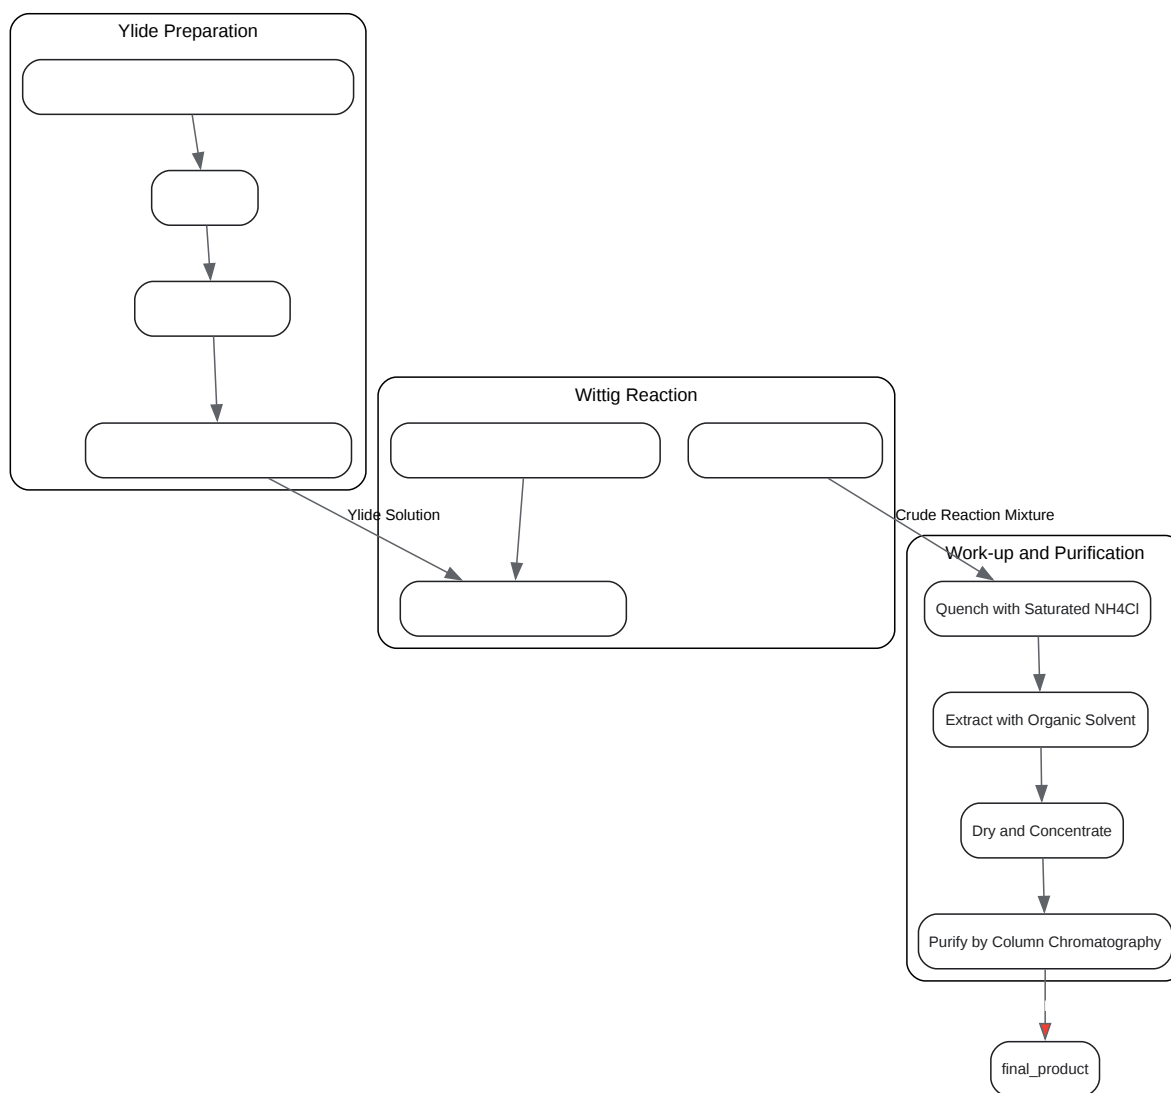 Ylide Preparation
Wittig Reaction
Ylide Solution
Crude Reaction Mixture
Work-up and Purification
Quench with Saturated NH4Cl
Extract with Organic Solvent
Dry and Concentrate
Purify by Column Chromatography
final_product